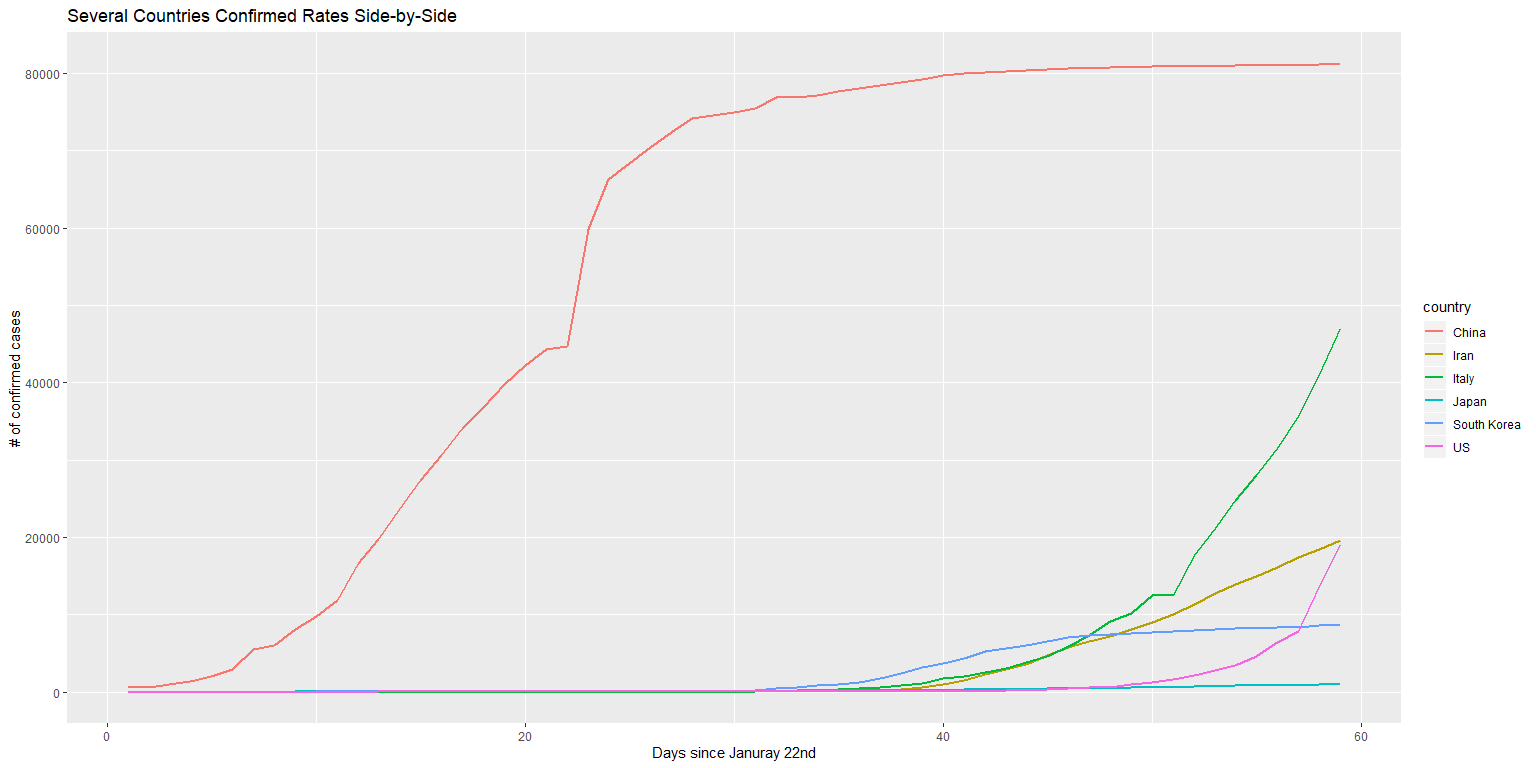 Several Countries Confirmed Rates Side-by-Side
80000
60000
40000
20000
0
# of confirmed cases
0 20 40 60
Days since Januray 22nd
country
China
Iran
Italy
Japan
South Korea
US